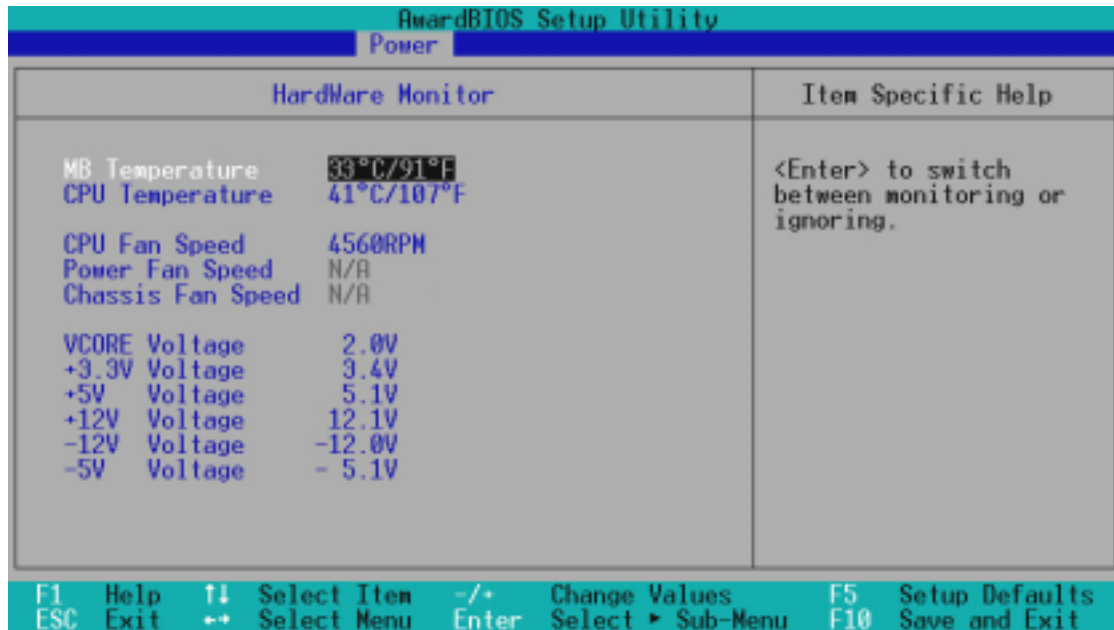 AwardBIOS Setup Utility
Power
HardWare Monitor
Item Specific Help
MB Temperature 33°C/91°F
CPU Temperature 41°C/107°F
CPU Fan Speed 4560RPM
Power Fan Speed N/A
Chassis Fan Speed N/A
VCORE Voltage 2.0V
+3.3V Voltage 3.4V
+5V Voltage 5.1V
+12V Voltage 12.1V
-12V Voltage -12.0V
-5V Voltage - 5.1V
<Enter> to switch
between monitoring or
ignoring.
F1 Help ↑↓ Select Item -/+ Change Values F5 Setup Defaults
ESC Exit ←→ Select Menu Enter Select ► Sub-Menu F10 Save and Exit